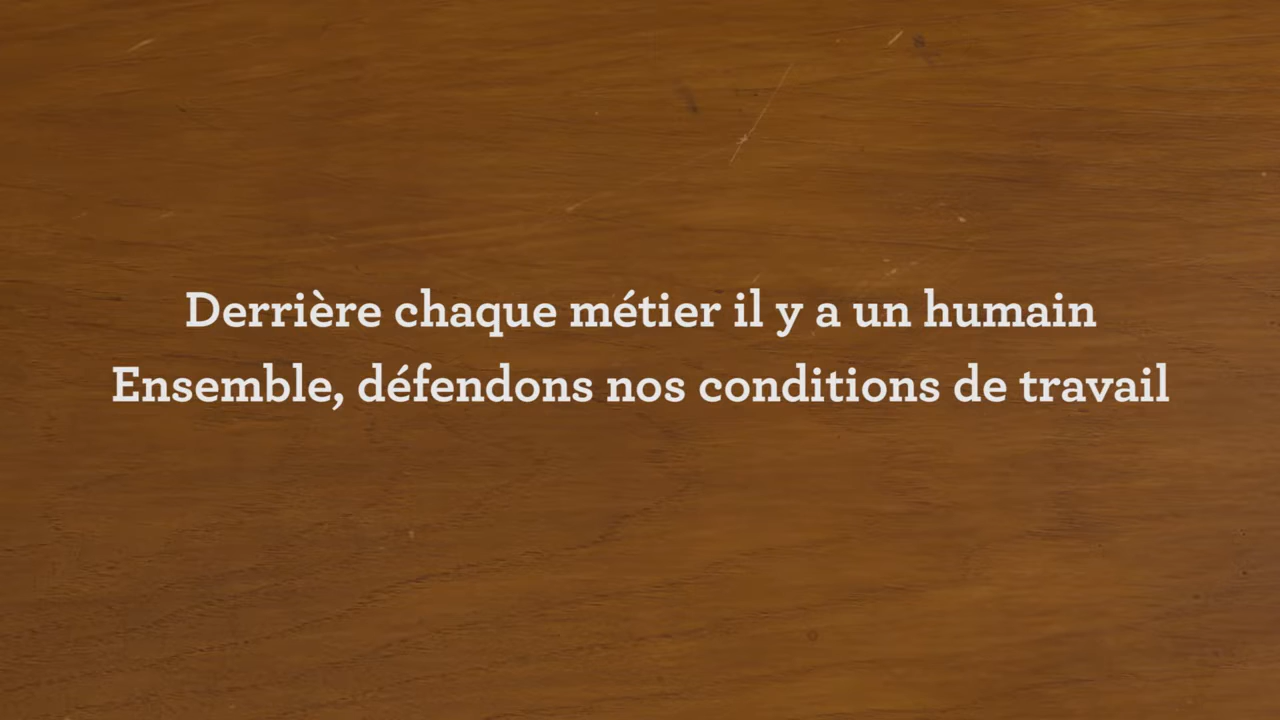 Derrière chaque métier il y a un humain
Ensemble, défendons nos conditions de travail